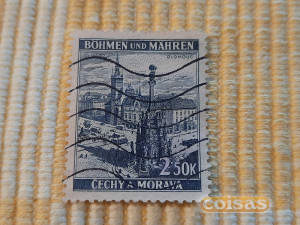 BÖHMEN UND MÄHREN
OLOMOUC
2·50K
ČECHY A MORAVA
coisas